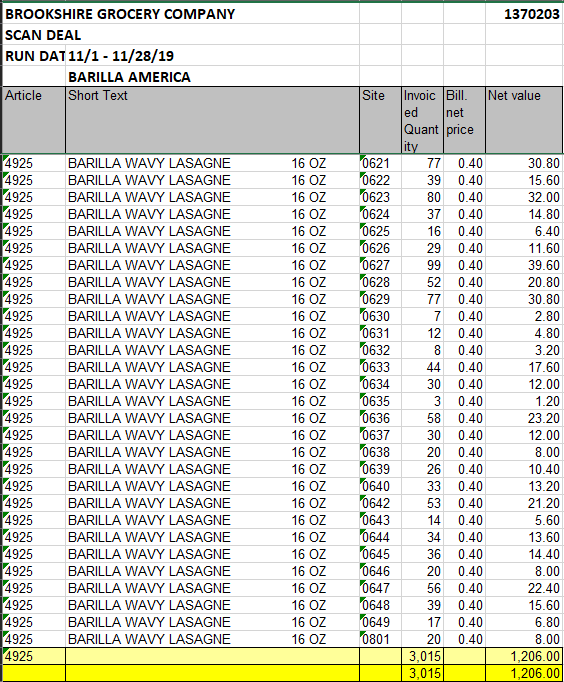 BROOKSHIRE GROCERY COMPANY 1370203
SCAN DEAL
RUN DAT 11/1 - 11/28/19
BARILLA AMERICA
Article Short Text Site Invoiced Quantity Bill. net price Net value
4925 BARILLA WAVY LASAGNE 16 OZ 0621 77 0.40 30.80
4925 BARILLA WAVY LASAGNE 16 OZ 0622 39 0.40 15.60
4925 BARILLA WAVY LASAGNE 16 OZ 0623 80 0.40 32.00
4925 BARILLA WAVY LASAGNE 16 OZ 0624 37 0.40 14.80
4925 BARILLA WAVY LASAGNE 16 OZ 0625 16 0.40 6.40
4925 BARILLA WAVY LASAGNE 16 OZ 0626 29 0.40 11.60
4925 BARILLA WAVY LASAGNE 16 OZ 0627 99 0.40 39.60
4925 BARILLA WAVY LASAGNE 16 OZ 0628 52 0.40 20.80
4925 BARILLA WAVY LASAGNE 16 OZ 0629 77 0.40 30.80
4925 BARILLA WAVY LASAGNE 16 OZ 0630 7 0.40 2.80
4925 BARILLA WAVY LASAGNE 16 OZ 0631 12 0.40 4.80
4925 BARILLA WAVY LASAGNE 16 OZ 0632 8 0.40 3.20
4925 BARILLA WAVY LASAGNE 16 OZ 0633 44 0.40 17.60
4925 BARILLA WAVY LASAGNE 16 OZ 0634 30 0.40 12.00
4925 BARILLA WAVY LASAGNE 16 OZ 0635 3 0.40 1.20
4925 BARILLA WAVY LASAGNE 16 OZ 0636 58 0.40 23.20
4925 BARILLA WAVY LASAGNE 16 OZ 0637 30 0.40 12.00
4925 BARILLA WAVY LASAGNE 16 OZ 0638 20 0.40 8.00
4925 BARILLA WAVY LASAGNE 16 OZ 0639 26 0.40 10.40
4925 BARILLA WAVY LASAGNE 16 OZ 0640 33 0.40 13.20
4925 BARILLA WAVY LASAGNE 16 OZ 0642 53 0.40 21.20
4925 BARILLA WAVY LASAGNE 16 OZ 0643 14 0.40 5.60
4925 BARILLA WAVY LASAGNE 16 OZ 0644 34 0.40 13.60
4925 BARILLA WAVY LASAGNE 16 OZ 0645 36 0.40 14.40
4925 BARILLA WAVY LASAGNE 16 OZ 0646 20 0.40 8.00
4925 BARILLA WAVY LASAGNE 16 OZ 0647 56 0.40 22.40
4925 BARILLA WAVY LASAGNE 16 OZ 0648 39 0.40 15.60
4925 BARILLA WAVY LASAGNE 16 OZ 0649 17 0.40 6.80
4925 BARILLA WAVY LASAGNE 16 OZ 0801 20 0.40 8.00
4925 3,015 1,206.00
3,015 1,206.00